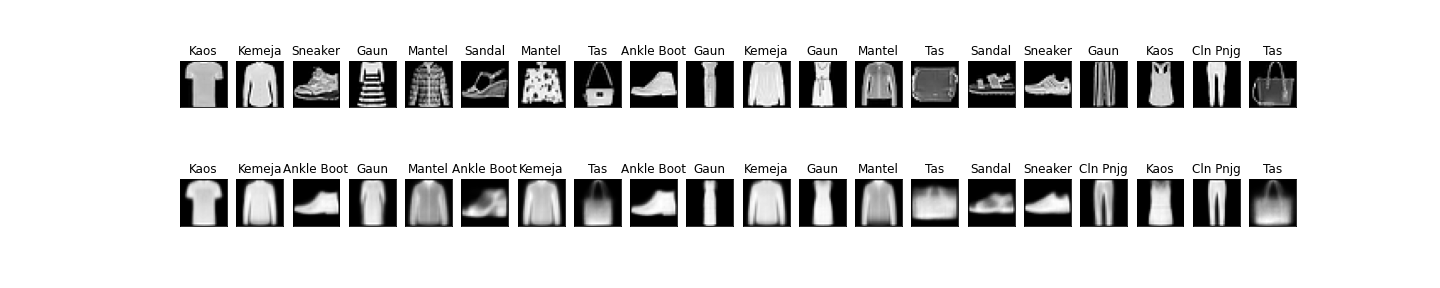 Kaos Kemeja Sneaker Gaun Mantel Sandal Mantel Tas Ankle Boot Gaun Kemeja Gaun Mantel Tas Sandal Sneaker Gaun Kaos Cln Pnjg Tas
Kaos Kemeja Ankle Boot Gaun Mantel Ankle Boot Kemeja Tas Ankle Boot Gaun Kemeja Gaun Mantel Tas Sandal Sneaker Cln Pnjg Kaos Cln Pnjg Tas